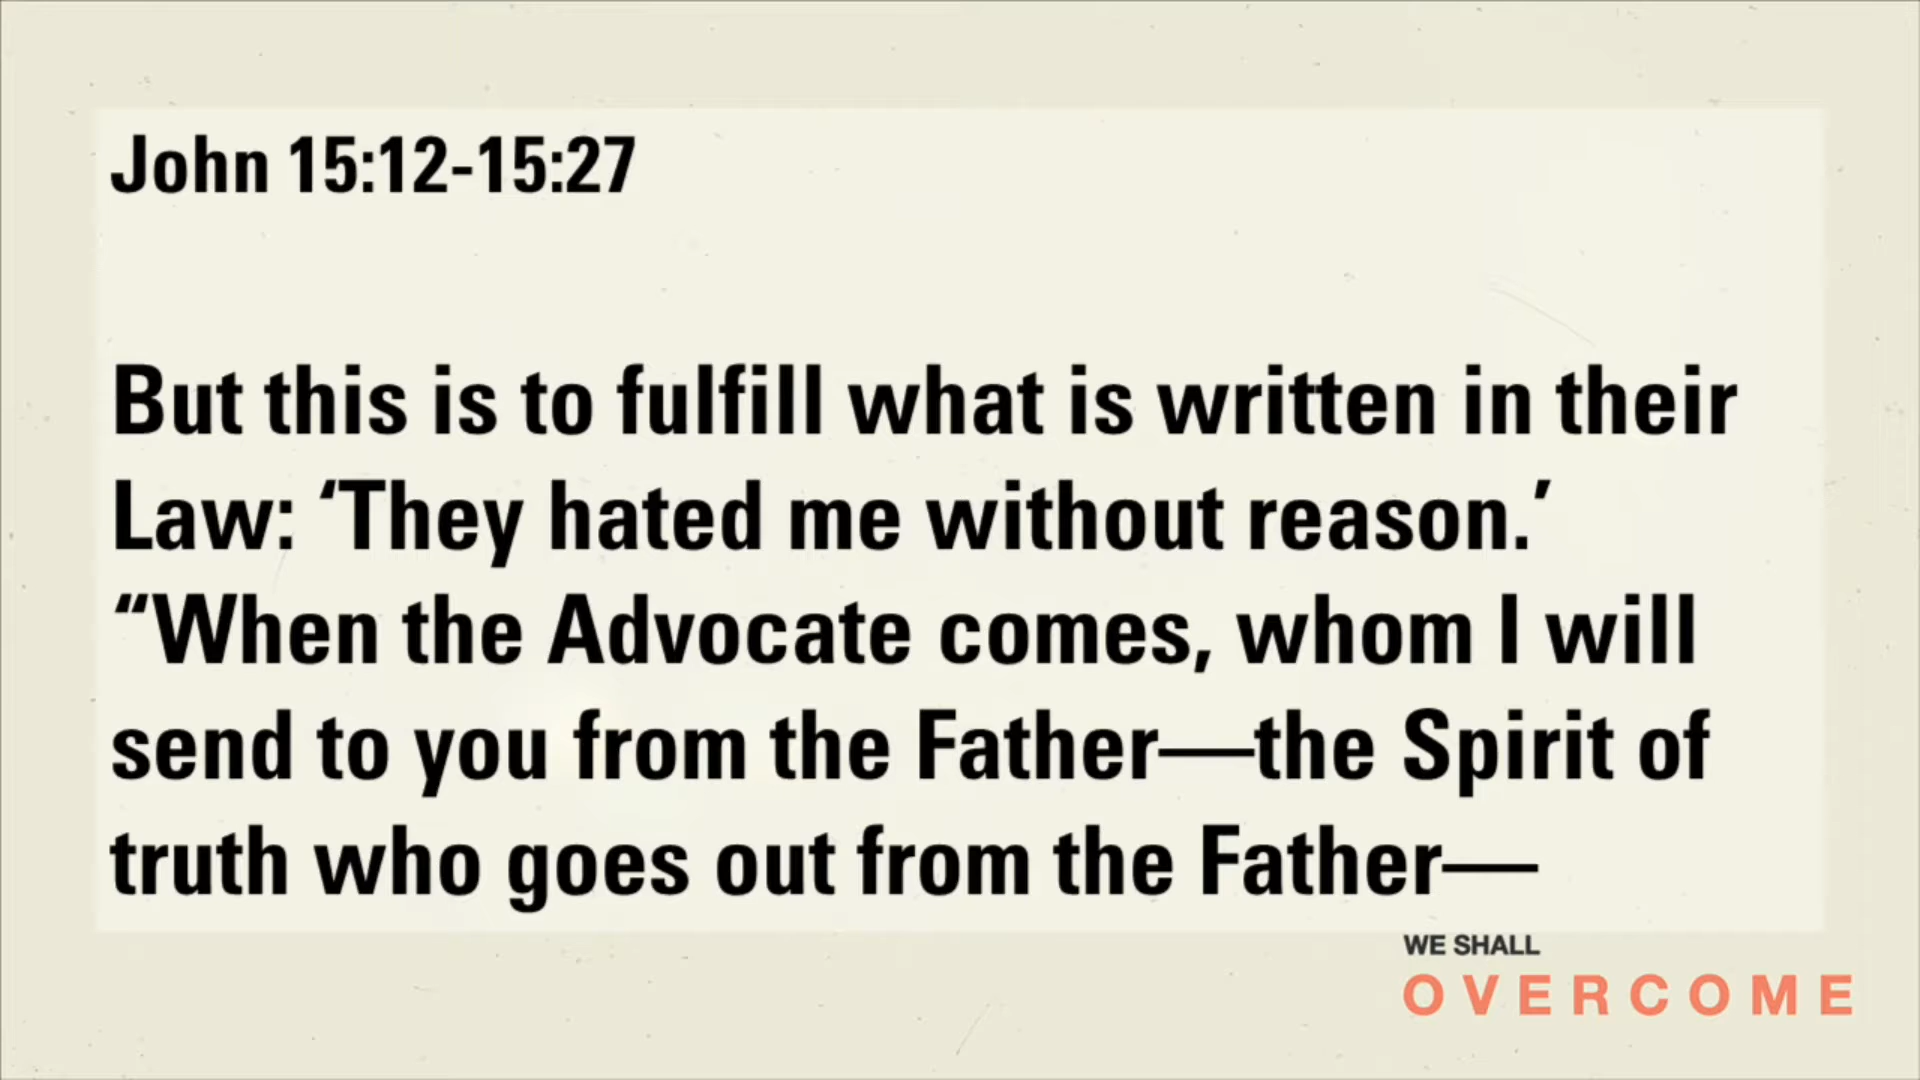 John 15:12-15:27
But this is to fulfill what is written in their
Law: ‘They hated me without reason.’
“When the Advocate comes, whom I will
send to you from the Father—the Spirit of
truth who goes out from the Father—
WE SHALL
OVERCOME